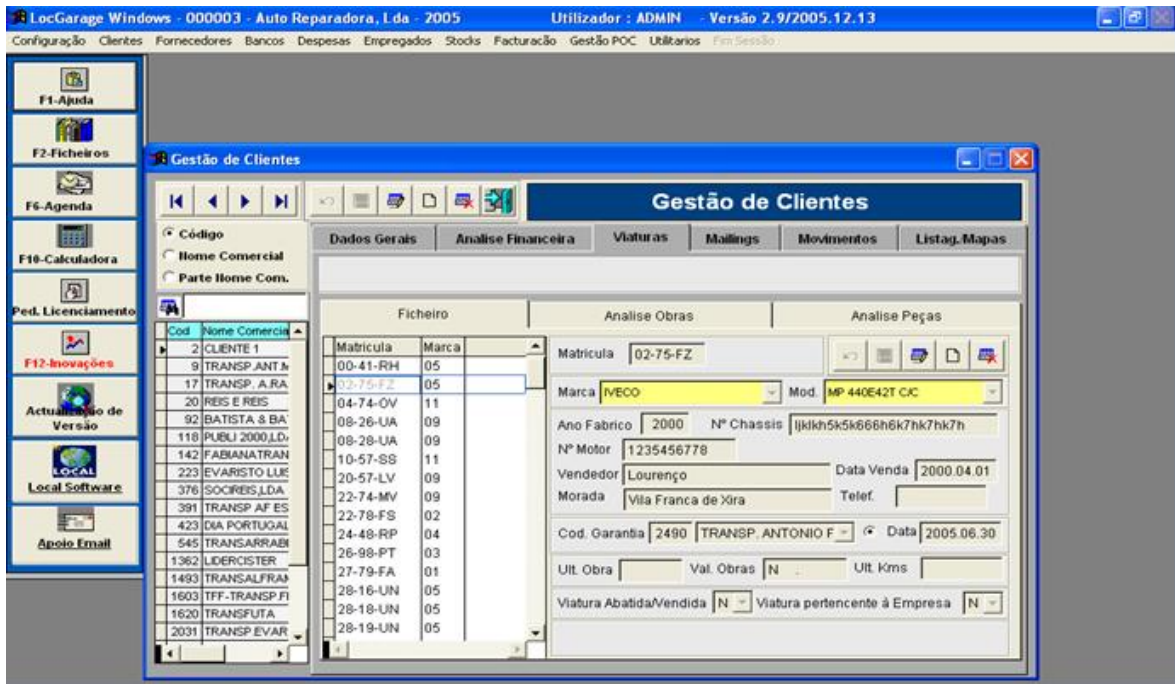 LocGarage Windows - 000003 - Auto Reparadora, Lda - 2005 Utilizador : ADMIN - Versão 2.9/2005.12.13
Configuração Clientes Fornecedores Bancos Despesas Empregados Stocks Facturacão Gestão POC Utilitarios Fim Sessão
F1-Ajuda
F2-Ficheiros
F6-Agenda
F10-Calculadora
Ped. Licenciamento
F12-Inovações
Actualização de
Versão
LOCAL
Local Software
Apoio Email
Gestão de Clientes
Gestão de Clientes
Código
Nome Comercial
Parte Nome Com.
Dados Gerais Analise Financeira Viaturas Mailings Movimentos Listag./Mapas
Cod Nome Comercia
2 CLIENTE 1
9 TRANSP.ANT.M
17 TRANSP. A.RA
20 REIS E REIS
92 BATISTA & BA
118 PUBLI 2000,LD
142 FABIANATRAN
223 EVARISTO LUIS
376 SOCIREIS,LDA
391 TRANSP AF ES
423 DIA PORTUGAL
545 TRANSARRABI
1362 LIDERCISTER
1493 TRANSALFRAN
1603 TFF-TRANSP.FI
1620 TRANSFUTA
2031 TRANSP.EVAR
Ficheiro Analise Obras Analise Peças
Matricula Marca
00-41-RH 05
02-75-FZ 05
04-74-OV 11
08-26-UA 09
08-28-UA 09
10-57-SS 11
20-57-LV 09
22-74-MV 09
22-78-FS 02
24-48-RP 04
26-98-PT 03
27-79-FA 01
28-16-UN 05
28-18-UN 05
28-19-UN 05
Matricula 02-75-FZ
Marca IVECO Mod. MP 440E42T C/C
Ano Fabrico 2000 Nº Chassis ljklkh5k5k666h6k7hk7hk7h
Nº Motor 1235456778
Vendedor Lourenço Data Venda 2000.04.01
Morada Vila Franca de Xira Telef.
Cod. Garantia 2490 TRANSP. ANTONIO F Data 2005.06.30
Ult. Obra Val. Obras N . Ult. Kms
Viatura Abatida/Vendida N Viatura pertencente á Empresa N